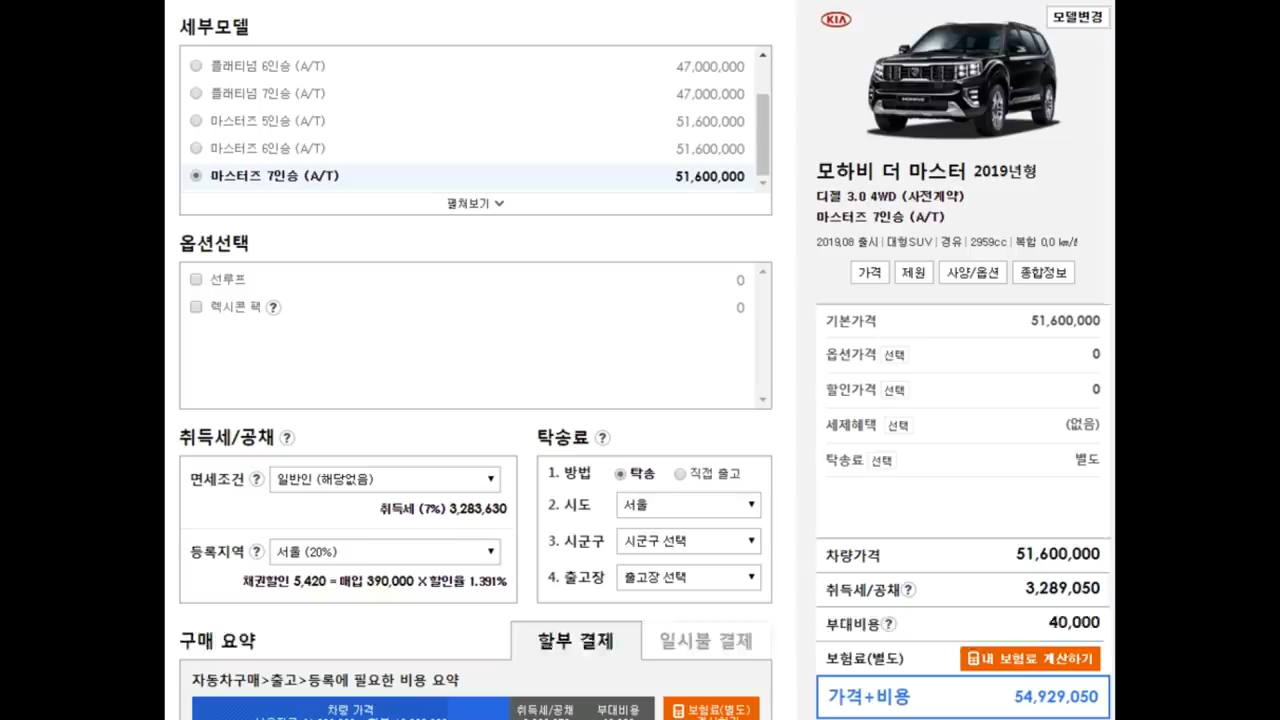 세부모델
플래티넘 6인승 (A/T) 47,000,000
플래티넘 7인승 (A/T) 47,000,000
마스터즈 5인승 (A/T) 51,600,000
마스터즈 6인승 (A/T) 51,600,000
마스터즈 7인승 (A/T) 51,600,000
펼쳐보기
옵션선택
선루프 0
렉시콘 팩 ? 0
취득세/공채 ?
면세조건 ? 일반인 (해당없음)
취득세 (7%) 3,283,630
등록지역 ? 서울 (20%)
채권할인 5,420 = 매입 390,000 X 할인율 1.391%
탁송료 ?
1. 방법 탁송 직접 출고
2. 시도 서울
3. 시군구 시군구 선택
4. 출고장 출고장 선택
구매 요약
할부 결제 일시불 결제
자동차구매>출고>등록에 필요한 비용 요약
차량 가격 취득세/공채 부대비용 보험료(별도)
KIA 모델변경
모하비 더 마스터 2019년형
디젤 3.0 4WD (사전계약)
마스터즈 7인승 (A/T)
2019.08 출시 | 대형SUV | 경유 | 2959cc | 복합 0.0 km/ℓ
가격 제원 사양/옵션 종합정보
기본가격 51,600,000
옵션가격 선택 0
할인가격 선택 0
세제혜택 선택 (없음)
탁송료 선택 별도
차량가격 51,600,000
취득세/공채 ? 3,289,050
부대비용 ? 40,000
보험료(별도) 내 보험료 계산하기
가격+비용 54,929,050